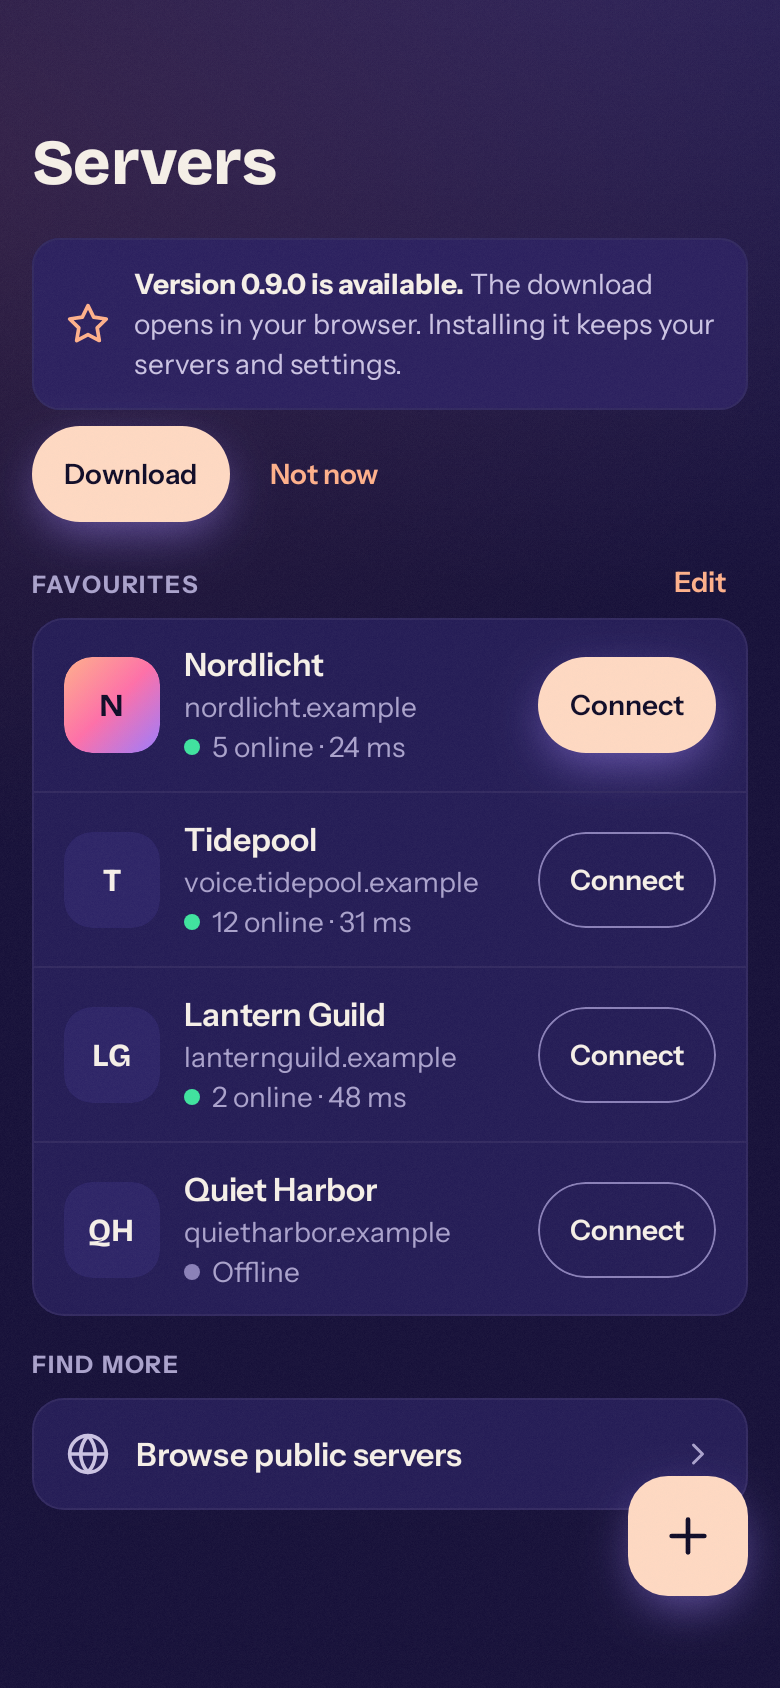 Servers
Version 0.9.0 is available. The download
opens in your browser. Installing it keeps your
servers and settings.
Download
Not now
FAVOURITES
Edit
N
Nordlicht
nordlicht.example
5 online · 24 ms
Connect
T
Tidepool
voice.tidepool.example
12 online · 31 ms
Connect
LG
Lantern Guild
lanternguild.example
2 online · 48 ms
Connect
QH
Quiet Harbor
quietharbor.example
Offline
Connect
FIND MORE
Browse public servers